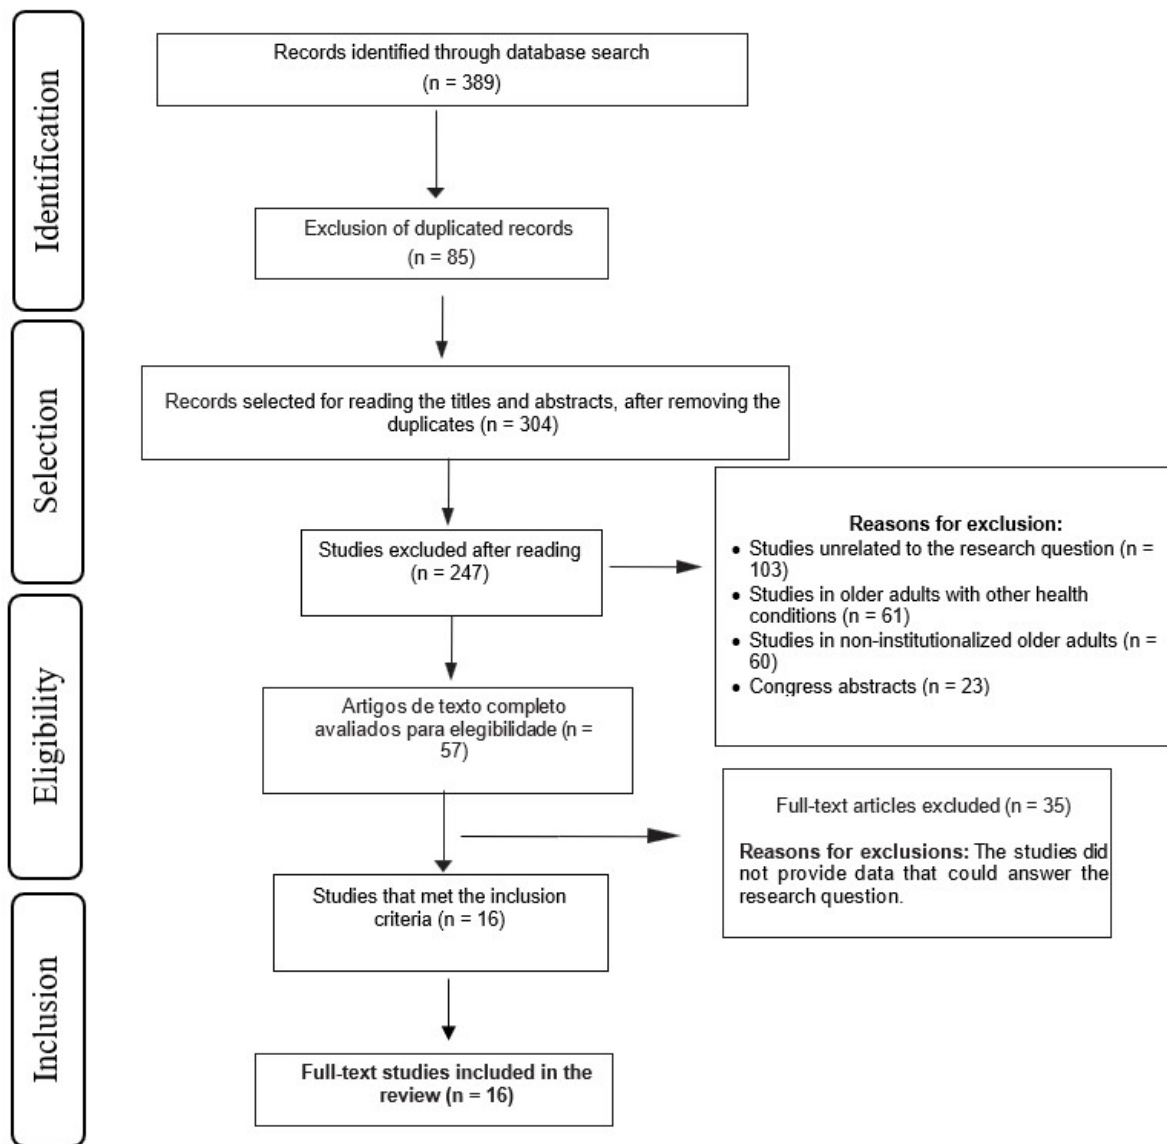 Identification
Records identified through database search
(n = 389)
Exclusion of duplicated records
(n = 85)
Selection
Records selected for reading the titles and abstracts, after removing the
duplicates (n = 304)
Studies excluded after reading
(n = 247)
Reasons for exclusion:
• Studies unrelated to the research question (n =
103)
• Studies in older adults with other health
conditions (n = 61)
• Studies in non-institutionalized older adults (n =
60)
• Congress abstracts (n = 23)
Eligibility
Artigos de texto completo
avaliados para elegibilidade (n =
57)
Full-text articles excluded (n = 35)
Reasons for exclusions: The studies did
not provide data that could answer the
research question.
Studies that met the inclusion
criteria (n = 16)
Inclusion
Full-text studies included in the
review (n = 16)